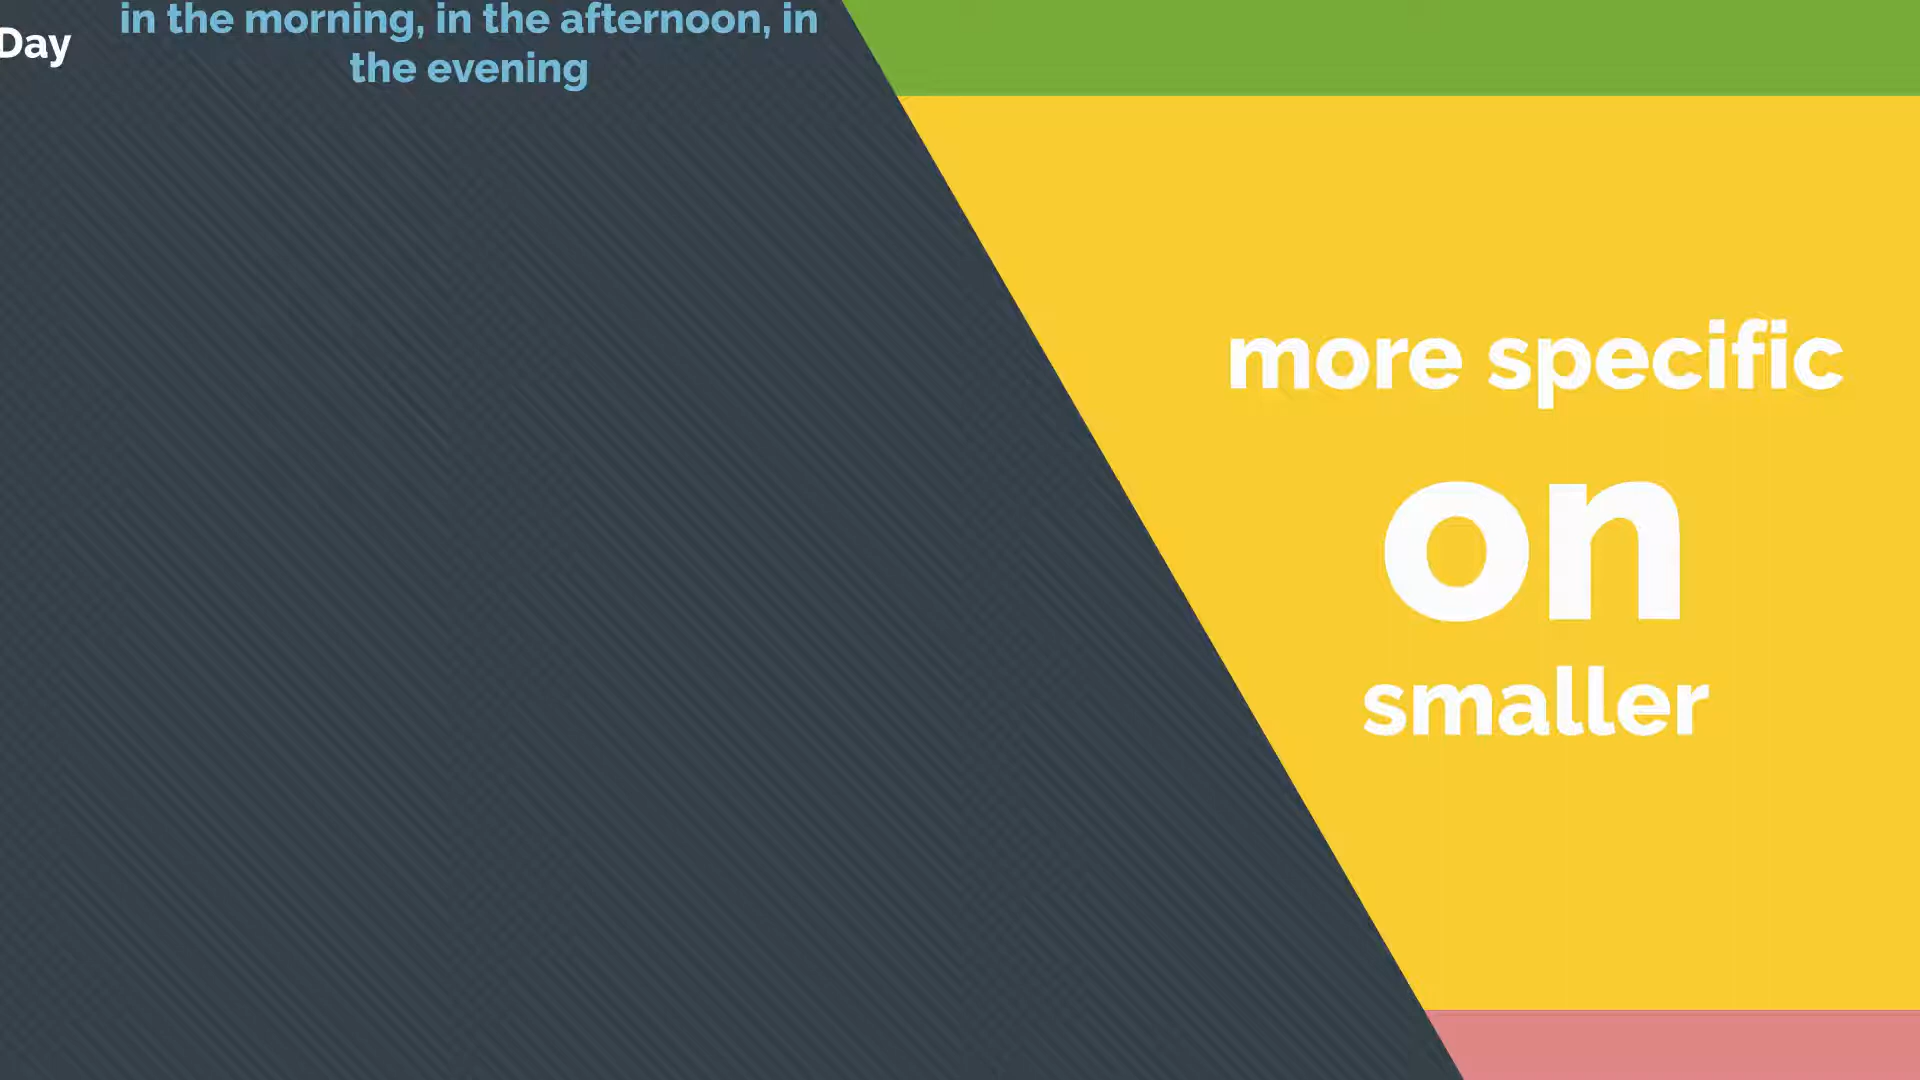 in the morning, in the afternoon, in
Day
the evening
more specific
on
smaller